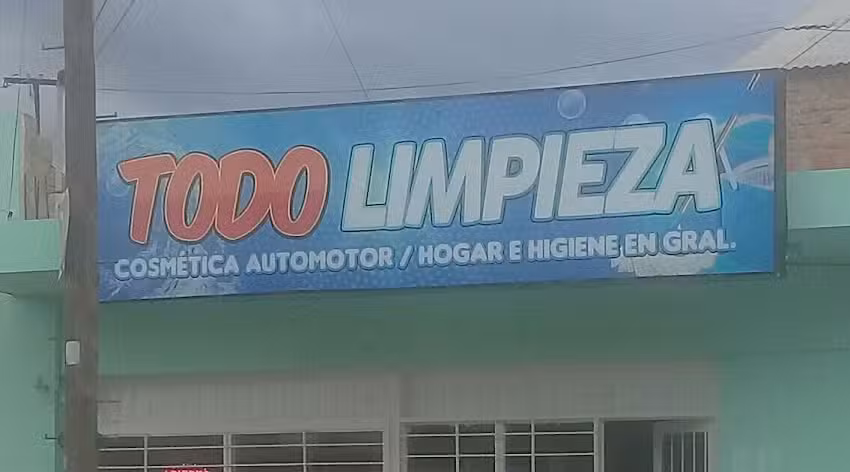 TODO LIMPIEZA
COSMÉTICA AUTOMOTOR / HOGAR E HIGIENE EN GRAL.